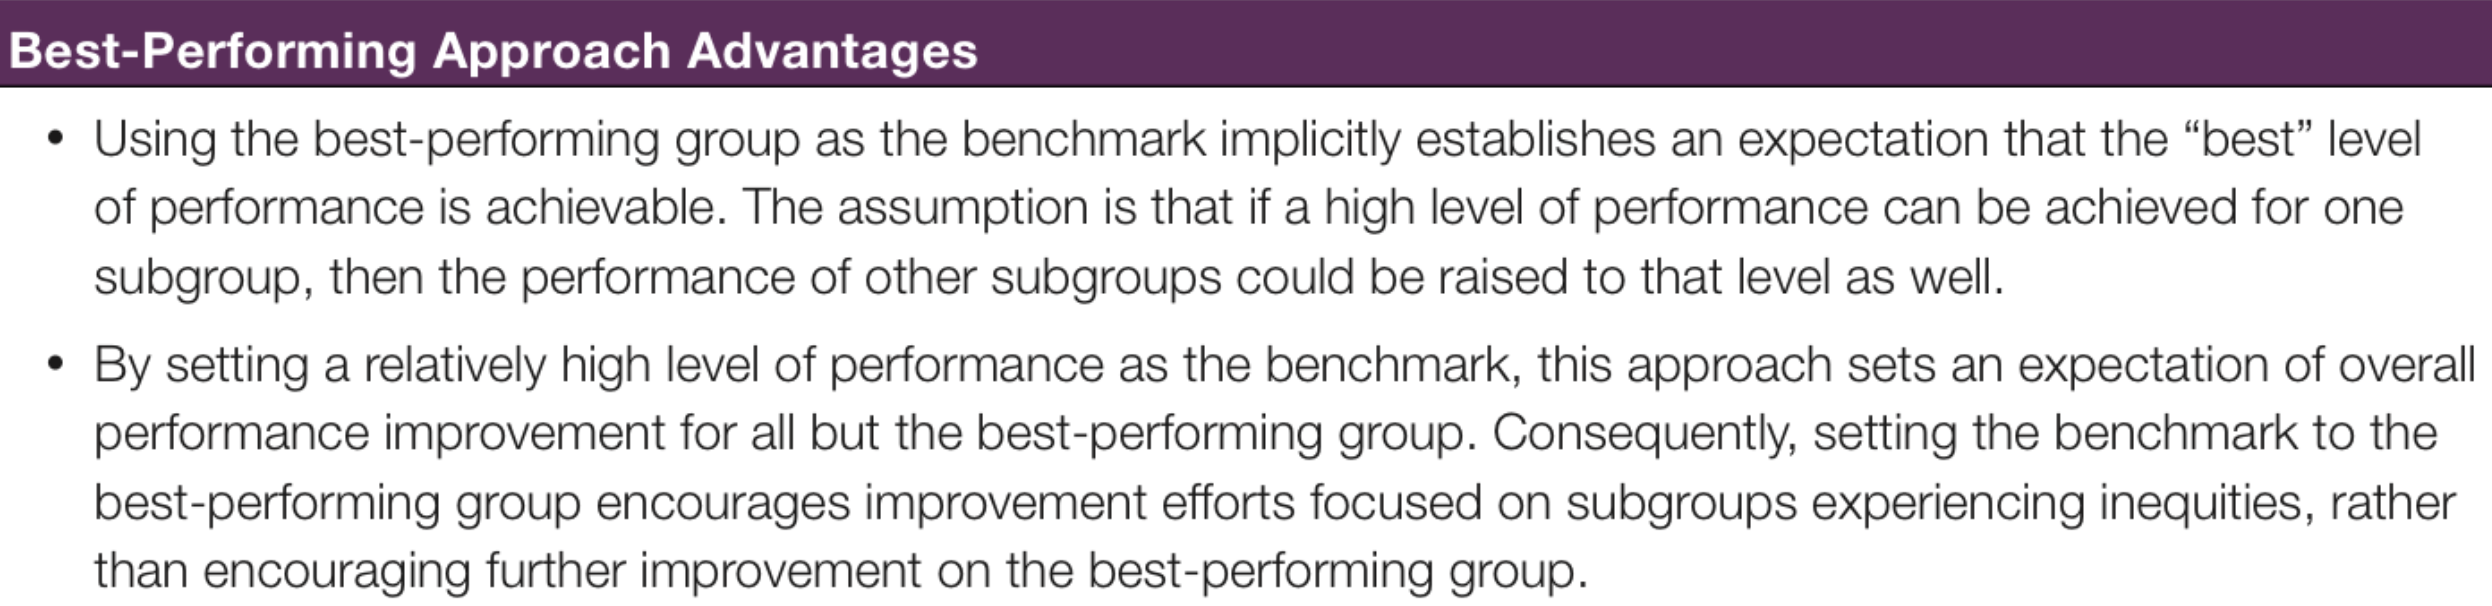 Best-Performing Approach Advantages
• Using the best-performing group as the benchmark implicitly establishes an expectation that the “best” level
of performance is achievable. The assumption is that if a high level of performance can be achieved for one
subgroup, then the performance of other subgroups could be raised to that level as well.
• By setting a relatively high level of performance as the benchmark, this approach sets an expectation of overall
performance improvement for all but the best-performing group. Consequently, setting the benchmark to the
best-performing group encourages improvement efforts focused on subgroups experiencing inequities, rather
than encouraging further improvement on the best-performing group.